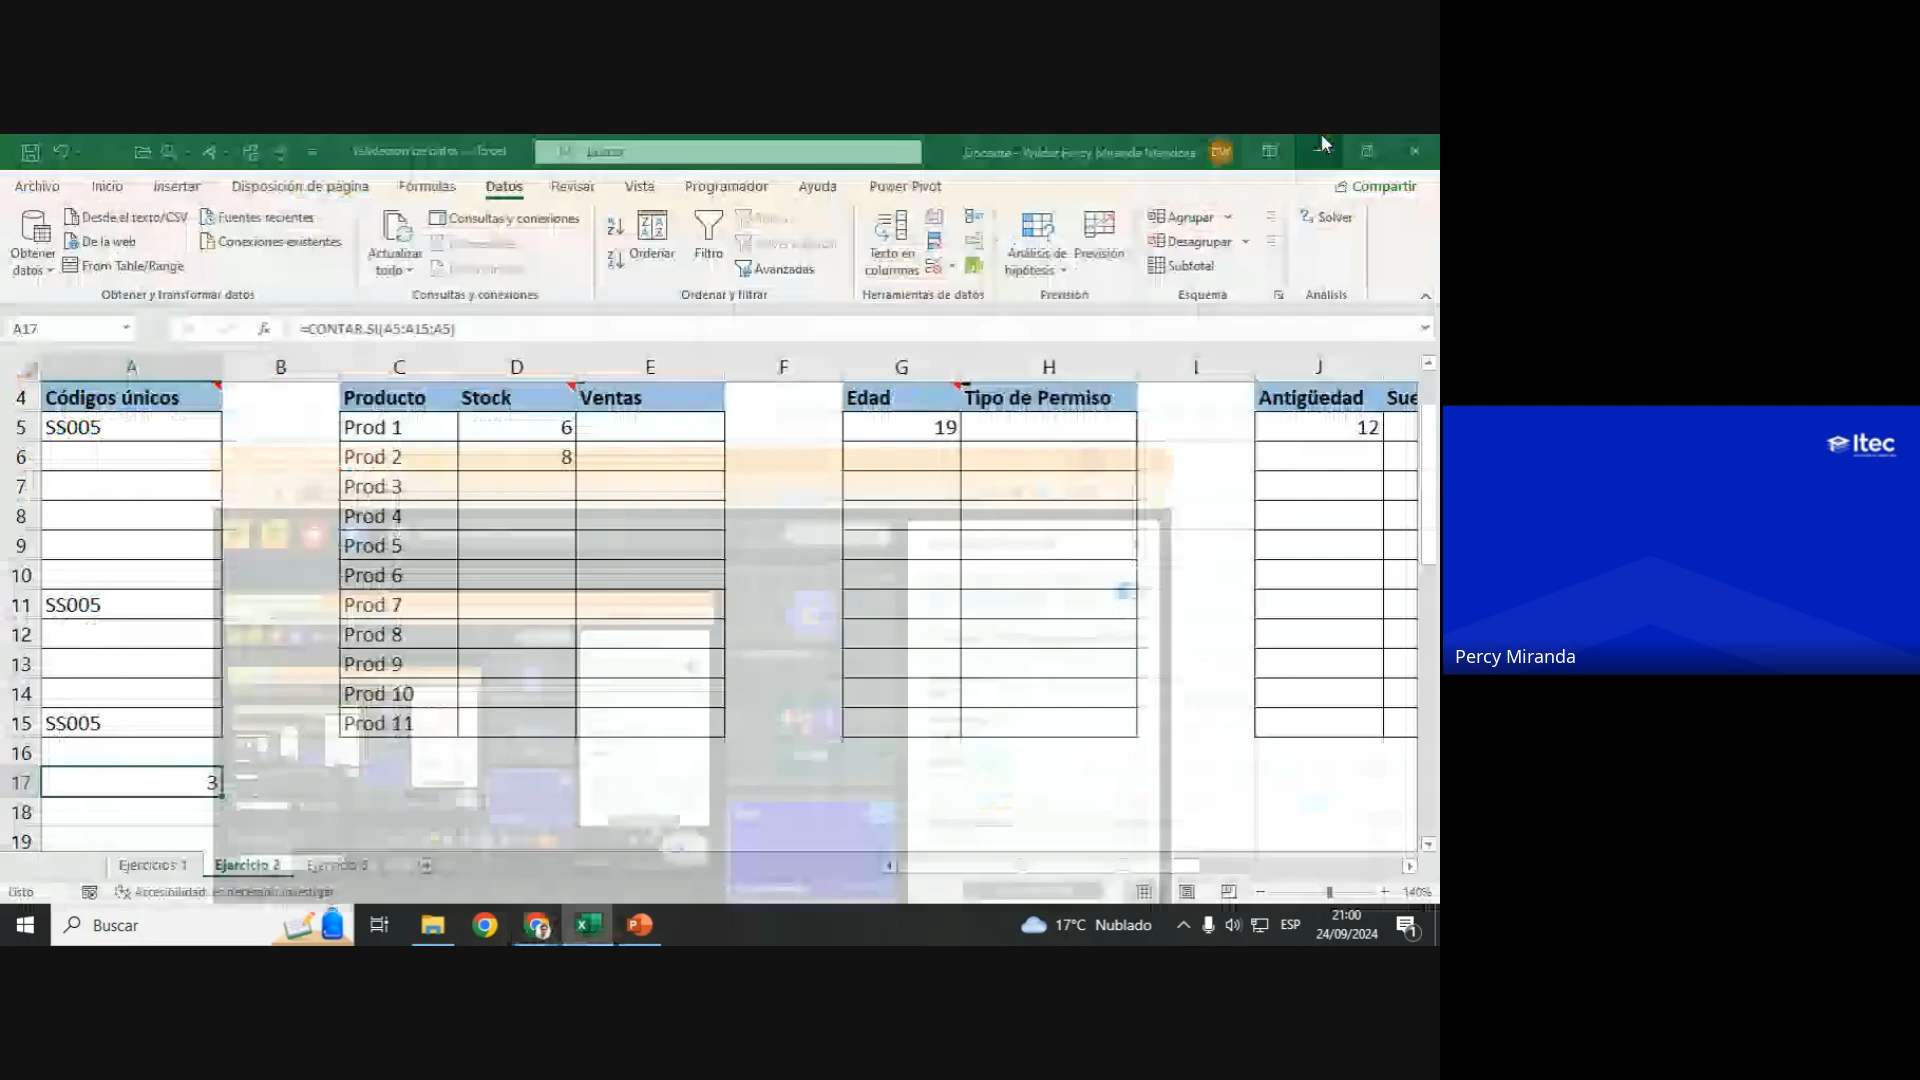 Compartir
Archivo Inicio Insertar Disposición de página Fórmulas Datos Revisar Vista Programador Ayuda Power Pivot
Obtener datos
Desde el texto/CSV
De la web
From Table/Range
Fuentes recientes
Conexiones existentes
Obtener y transformar datos
Actualizar todo
Consultas y conexiones
Consultas y conexiones
Ordenar
Filtro
Avanzadas
Ordenar y filtrar
Texto en columnas
Herramientas de datos
Análisis de hipótesis
Previsión
Previsión
Agrupar
Desagrupar
Subtotal
Esquema
Solver
Análisis
A17 fx =CONTAR.SI(A5:A15;A5)
A B C D E F G H I J
4 Códigos únicos Producto Stock Ventas Edad Tipo de Permiso Antigüedad Sue
5 SS005 Prod 1 6 19 12
6 Prod 2 8
7 Prod 3
8 Prod 4
9 Prod 5
10 Prod 6
11 SS005 Prod 7
12 Prod 8
13 Prod 9
14 Prod 10
15 SS005 Prod 11
16
17 3
18
19
Ejercicios 1 Ejercicio 2
Listo 140%
Buscar 17°C Nublado ESP 21:00
24/09/2024
1
Itec
Percy Miranda